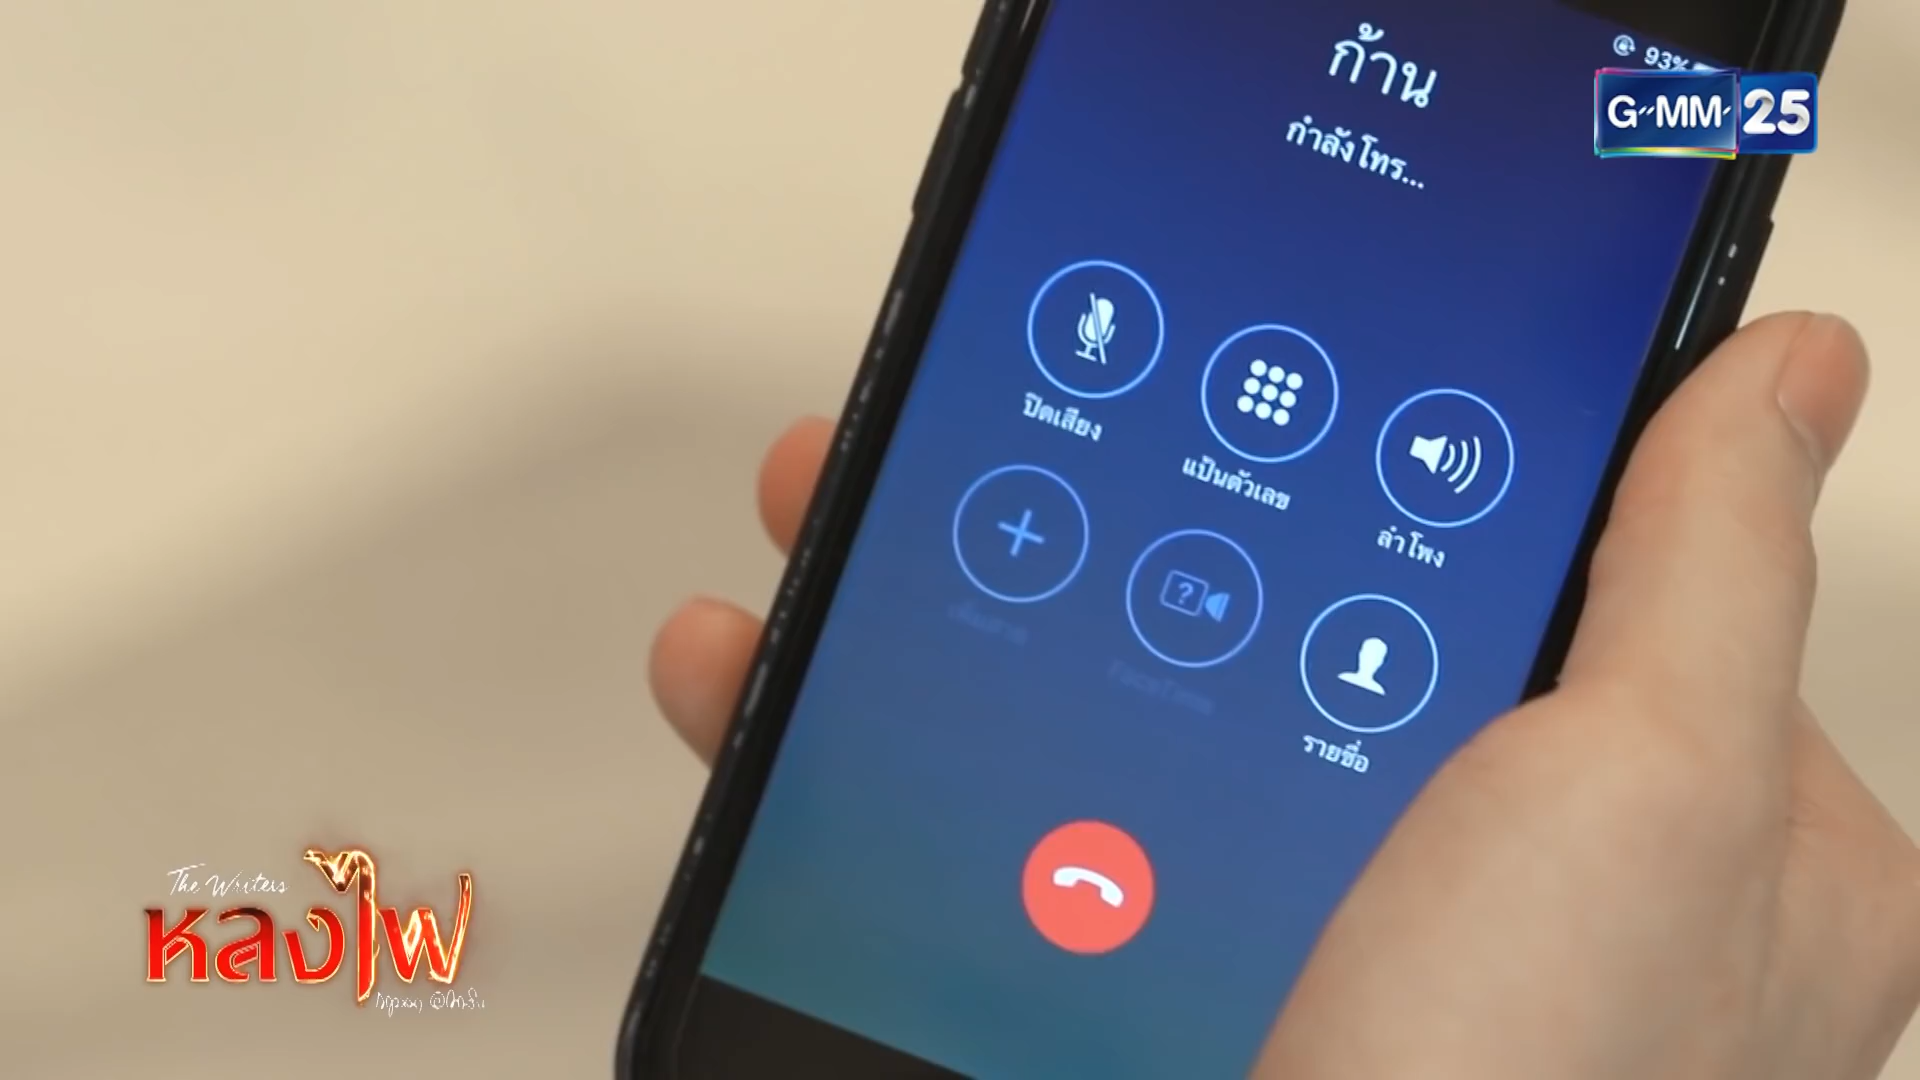 ก้าน
93%
กำลังโทร...
GMM 25
ปิดเสียง
แป้นตัวเลข
ลำโพง
FaceTime
รายชื่อ
The Writers
หลงไฟ